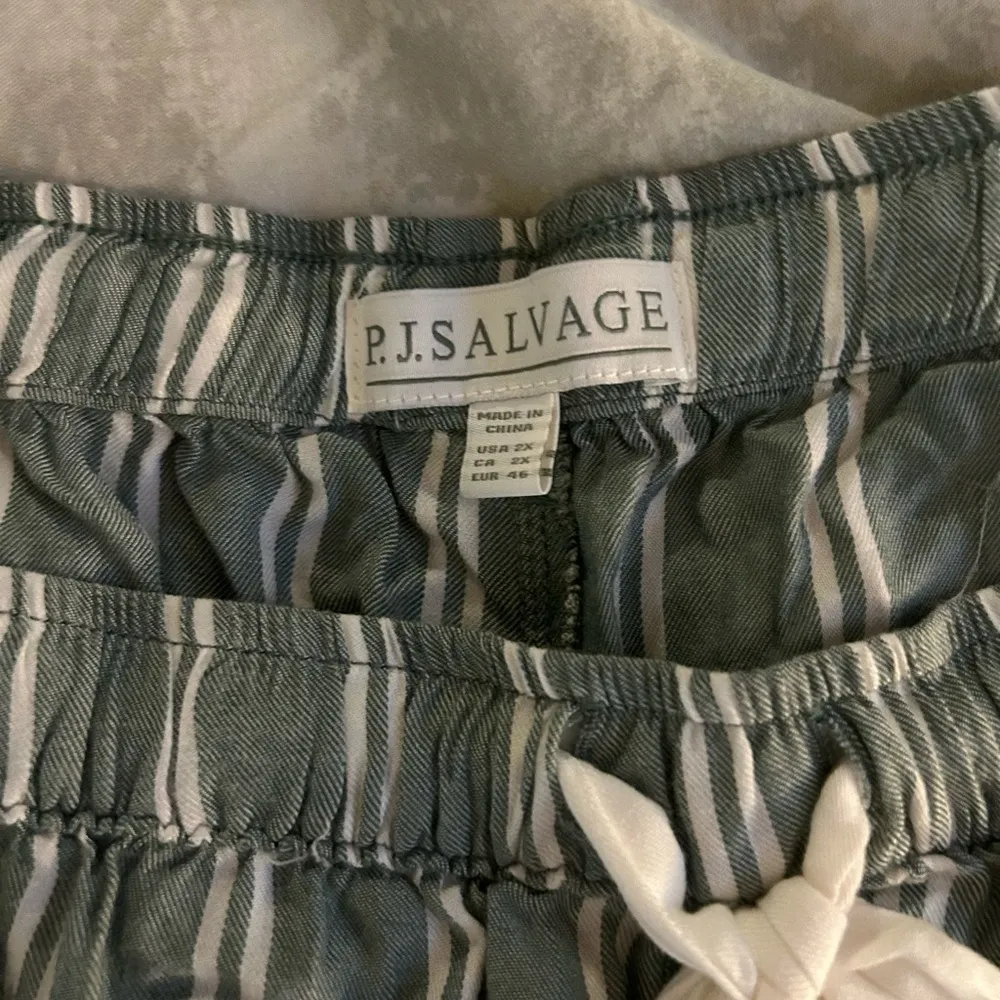 P.J.SALVAGE
MADE IN
CHINA
USA 2X
CA 2X
EUR 46